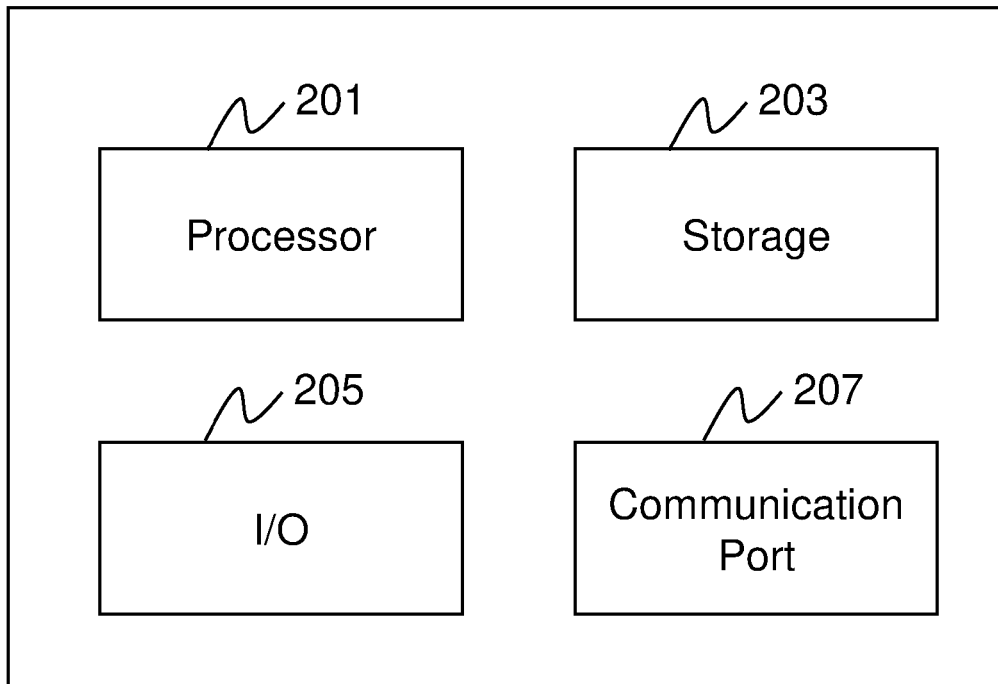 201
Processor
203
Storage
205
I/O
207
Communication
Port